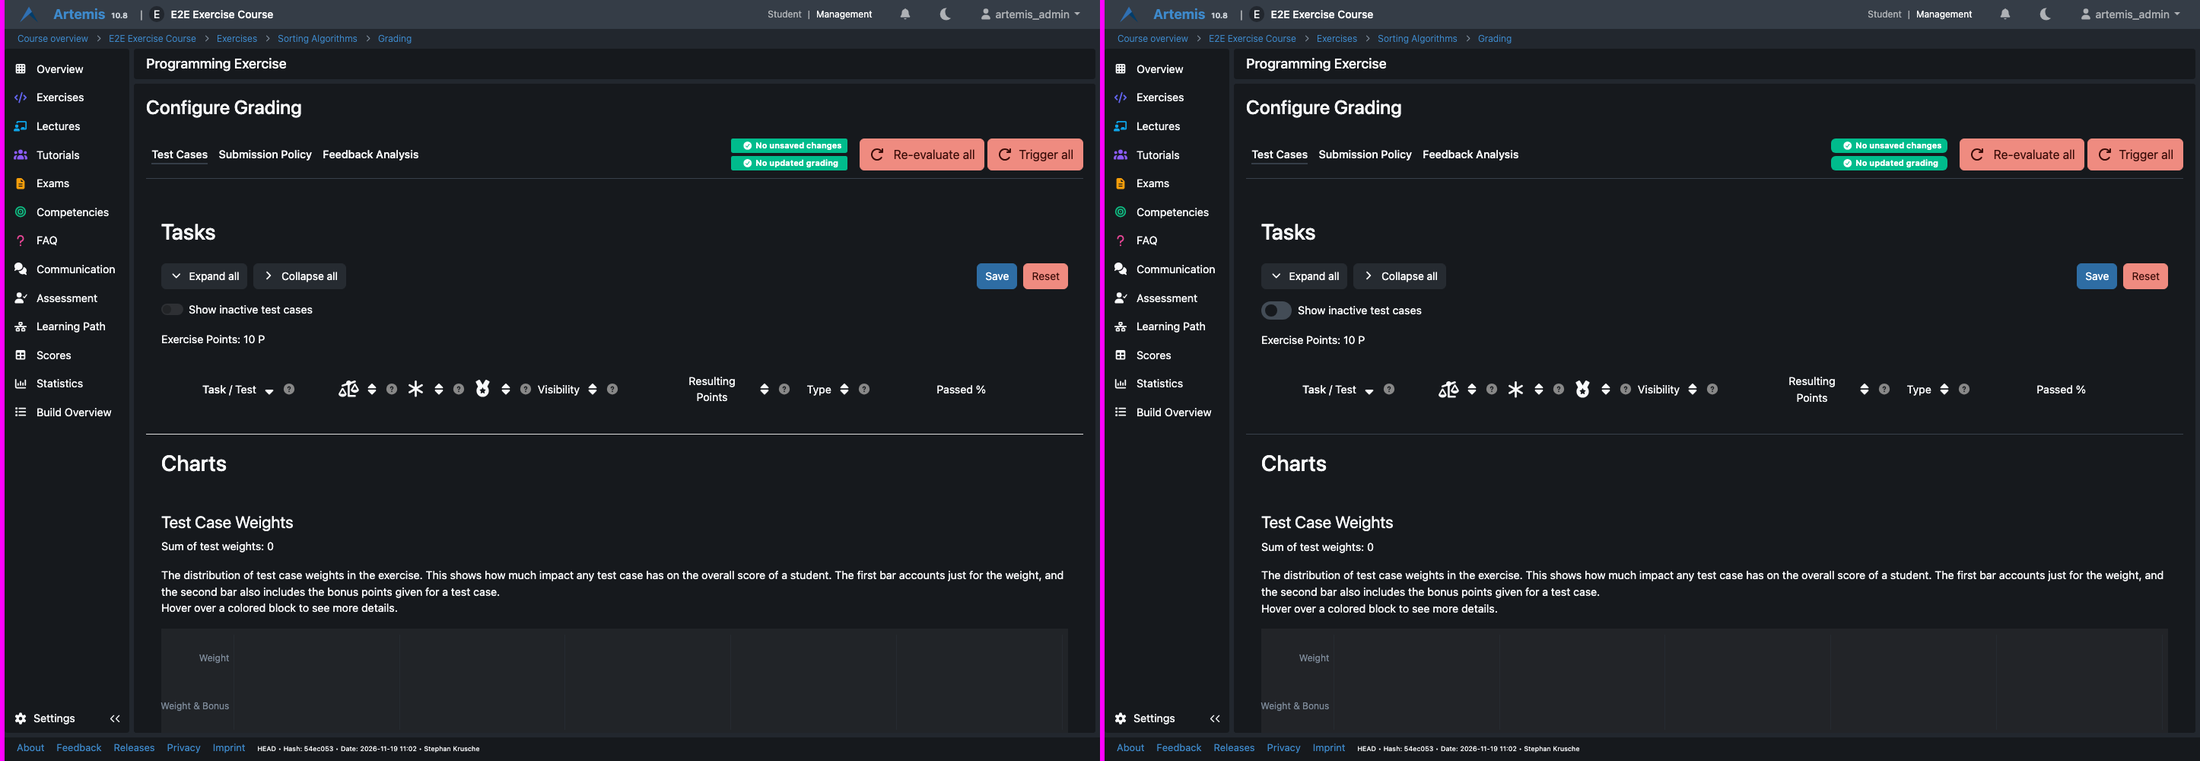 Artemis 10.8 | E E2E Exercise Course Student | Management artemis_admin
Course overview > E2E Exercise Course > Exercises > Sorting Algorithms > Grading
Overview
Exercises
Lectures
Tutorials
Exams
Competencies
FAQ
Communication
Assessment
Learning Path
Scores
Statistics
Build Overview
Settings
Programming Exercise
Configure Grading
Test Cases Submission Policy Feedback Analysis
No unsaved changes
No updated grading
Re-evaluate all Trigger all
Tasks
Expand all Collapse all Save Reset
Show inactive test cases
Exercise Points: 10 P
Task / Test Visibility Resulting Points Type Passed %
Charts
Test Case Weights
Sum of test weights: 0
The distribution of test case weights in the exercise. This shows how much impact any test case has on the overall score of a student. The first bar accounts just for the weight, and
the second bar also includes the bonus points given for a test case.
Hover over a colored block to see more details.
Weight
Weight & Bonus
About Feedback Releases Privacy Imprint HEAD • Hash: 54ec053 • Date: 2026-11-19 11:02 • Stephan Krusche
Artemis 10.8 | E E2E Exercise Course Student | Management artemis_admin
Course overview > E2E Exercise Course > Exercises > Sorting Algorithms > Grading
Overview
Exercises
Lectures
Tutorials
Exams
Competencies
FAQ
Communication
Assessment
Learning Path
Scores
Statistics
Build Overview
Settings
Programming Exercise
Configure Grading
Test Cases Submission Policy Feedback Analysis
No unsaved changes
No updated grading
Re-evaluate all Trigger all
Tasks
Expand all Collapse all Save Reset
Show inactive test cases
Exercise Points: 10 P
Task / Test Visibility Resulting Points Type Passed %
Charts
Test Case Weights
Sum of test weights: 0
The distribution of test case weights in the exercise. This shows how much impact any test case has on the overall score of a student. The first bar accounts just for the weight, and
the second bar also includes the bonus points given for a test case.
Hover over a colored block to see more details.
Weight
Weight & Bonus
About Feedback Releases Privacy Imprint HEAD • Hash: 54ec053 • Date: 2026-11-19 11:02 • Stephan Krusche